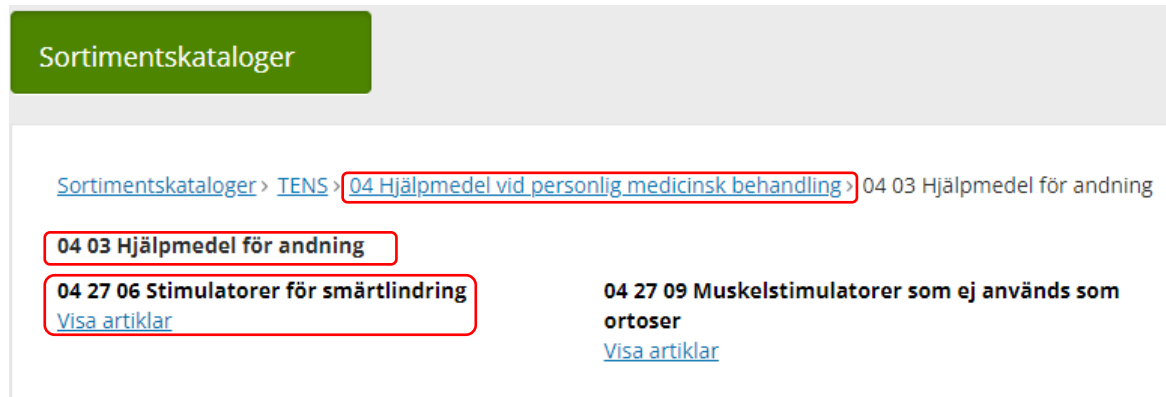 Sortimentskataloger
Sortimentskataloger › TENS › 04 Hjälpmedel vid personlig medicinsk behandling › 04 03 Hjälpmedel för andning
04 03 Hjälpmedel för andning
04 27 06 Stimulatorer för smärtlindring
Visa artiklar
04 27 09 Muskelstimulatorer som ej används som
ortoser
Visa artiklar